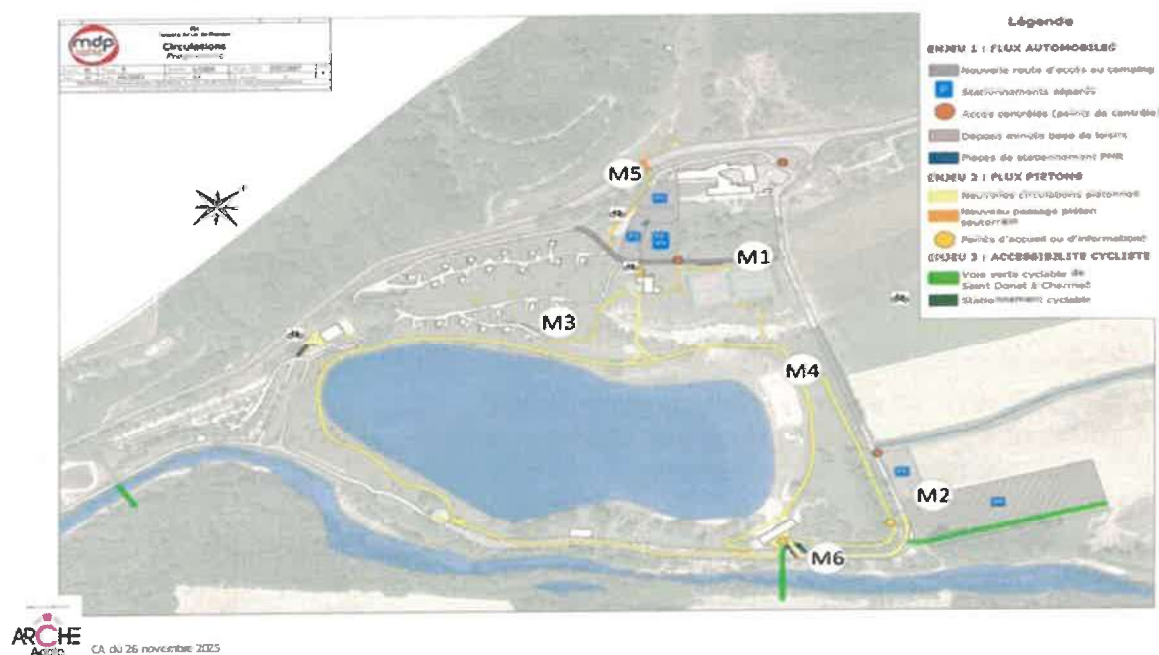 mdp
Circulations
Légende
ENJEU 1 : FLUX AUTOMOBILES
Nouvelle route d'accès au camping
P
Stationnements séparés
Accès contrôlés (points de contrôle)
Dépose minute base de loisirs
Places de stationnement PMR
ENJEU 2 : FLUX PIETONS
Nouvelles circulations piétonnes
Nouveau passage piéton
souterrain
Points d'accueil ou d'informations
ENJEU 3 : ACCESSIBILITE CYCLISTE
Voie verte cyclable de
Saint Donat à Charmes
Stationnement cyclable
M5
M1
M3
M4
M2
M6
ARCHE
Agglo
CA du 26 novembre 2025